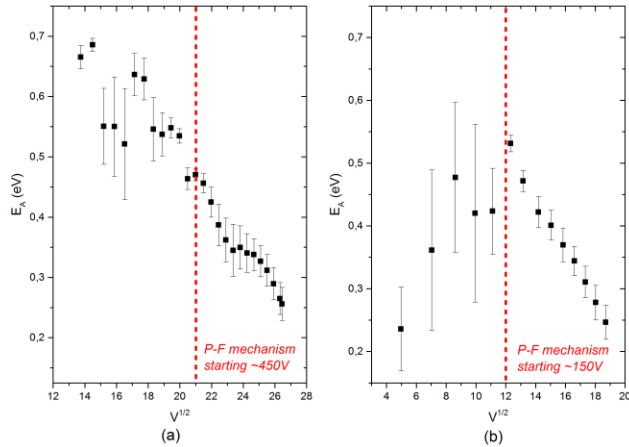 0,7
0,6
0,5
0,4
0,3
0,2
E_A (eV)
P-F mechanism
starting ~450V
12 14 16 18 20 22 24 26 28
V^1/2
(a)
0,7
0,6
0,5
0,4
0,3
0,2
E_A (eV)
P-F mechanism
starting ~150V
4 6 8 10 12 14 16 18 20
V^1/2
(b)